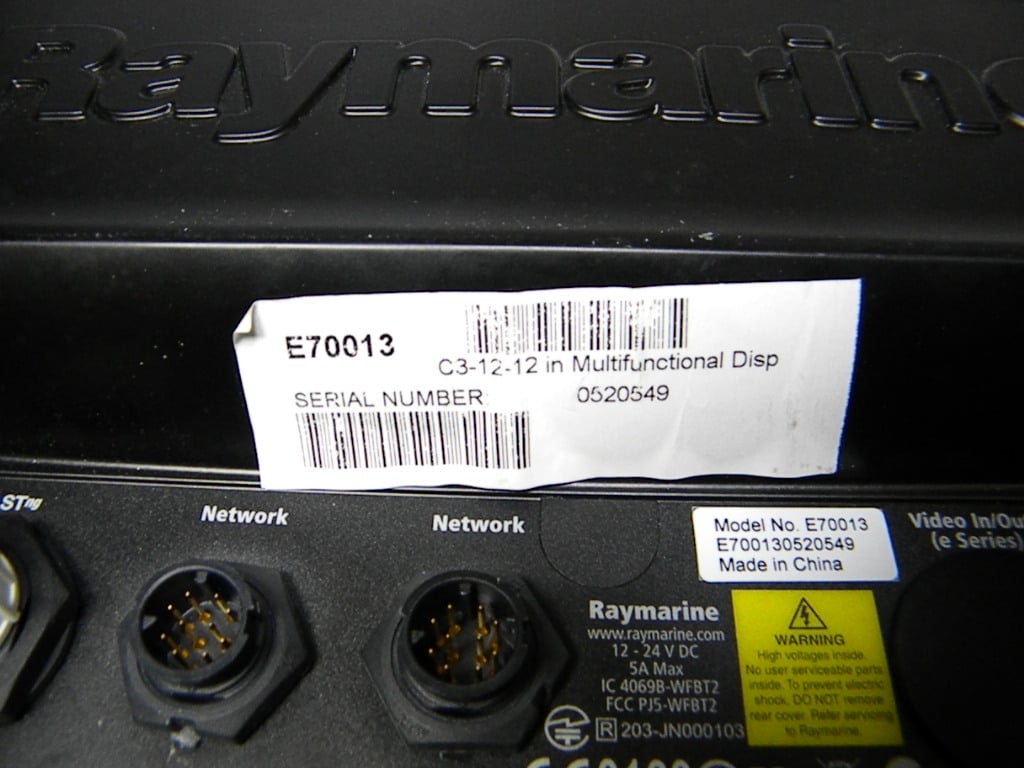 Raymarine
E70013
C3-12-12 in Multifunctional Disp
SERIAL NUMBER: 0520549
STng
Network
Network
Model No. E70013
E700130520549
Made in China
Video In/Ou
(e Series)
Raymarine
www.raymarine.com
12 - 24 V DC
5A Max
IC 4069B-WFBT2
FCC PJ5-WFBT2
R 203-JN000103
WARNING
High voltages inside.
No user serviceable parts
inside. To prevent electric
shock, DO NOT remove
rear cover. Refer servicing
to Raymarine.